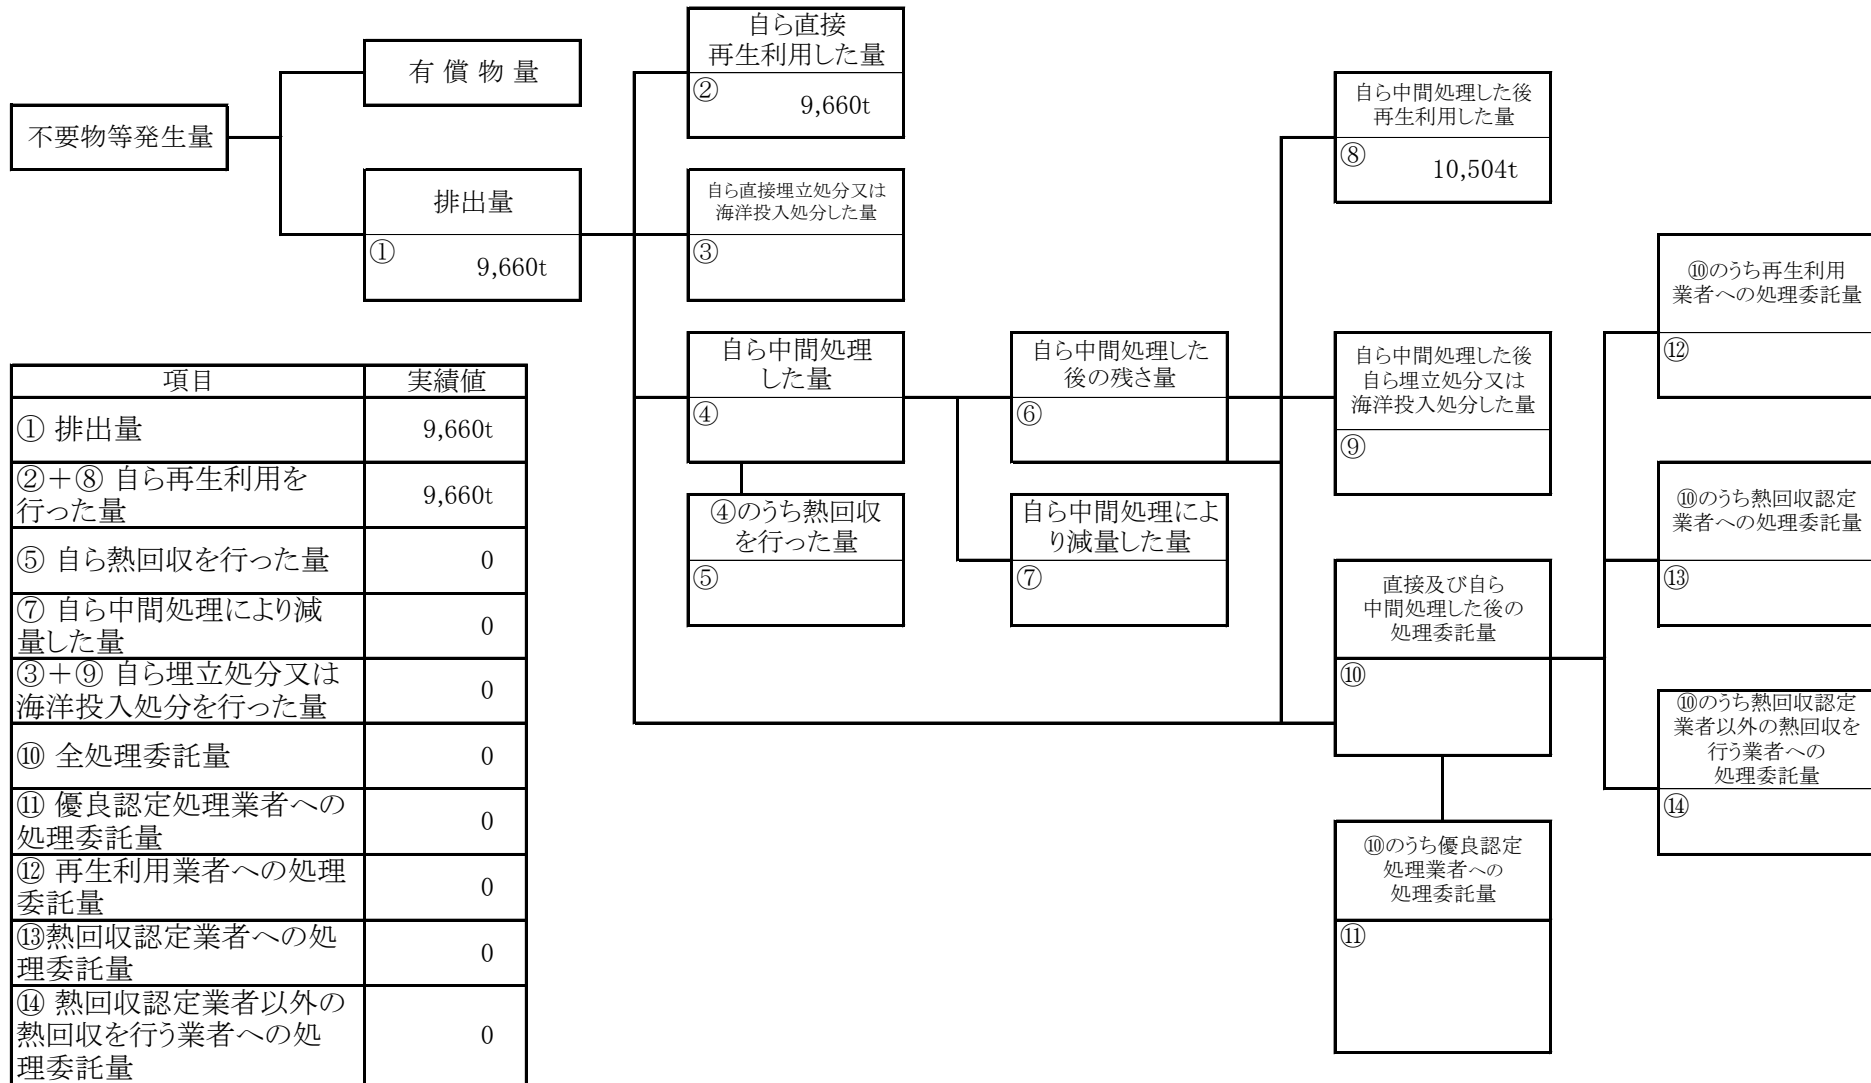 不要物等発生量
有償物量
排出量
①
9,660t
自ら直接
再生利用した量
②
9,660t
自ら直接埋立処分又は
海洋投入処分した量
③
自ら中間処理
した量
④
④のうち熱回収
を行った量
⑤
自ら中間処理した
後の残さ量
⑥
自ら中間処理によ
り減量した量
⑦
自ら中間処理した後
再生利用した量
⑧
10,504t
自ら中間処理した後
自ら埋立処分又は
海洋投入処分した量
⑨
直接及び自ら
中間処理した後の
処理委託量
⑩
⑩のうち優良認定
処理業者への
処理委託量
⑪
⑩のうち再生利用
業者への処理委託量
⑫
⑩のうち熱回収認定
業者への処理委託量
⑬
⑩のうち熱回収認定
業者以外の熱回収を
行う業者への
処理委託量
⑭
項目 実績値
① 排出量 9,660t
②＋⑧ 自ら再生利用を
行った量 9,660t
⑤ 自ら熱回収を行った量 0
⑦ 自ら中間処理により減
量した量 0
③＋⑨ 自ら埋立処分又は
海洋投入処分を行った量 0
⑩ 全処理委託量 0
⑪ 優良認定処理業者への
処理委託量 0
⑫ 再生利用業者への処理
委託量 0
⑬熱回収認定業者への処
理委託量 0
⑭ 熱回収認定業者以外の
熱回収を行う業者への処
理委託量 0